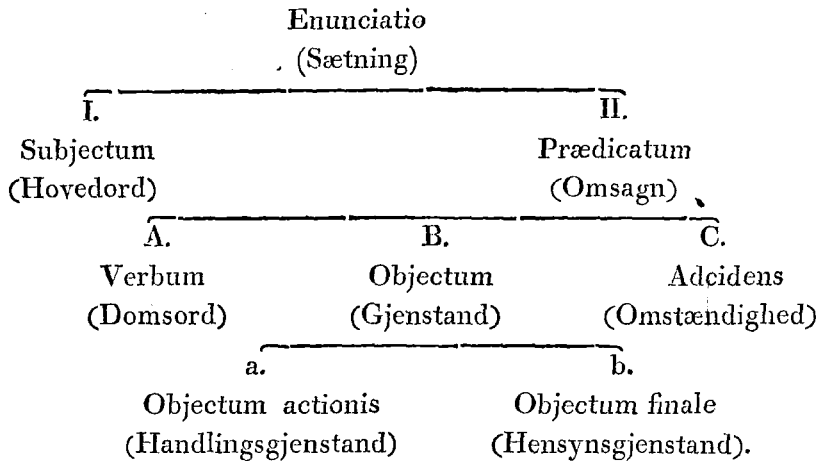 Enunciatio
(Sætning)
I. II.
Subjectum Prædicatum
(Hovedord) (Omsagn)
A. B. C.
Verbum Objectum Adcidens
(Domsord) (Gjenstand) (Omstændighed)
a. b.
Objectum actionis Objectum finale
(Handlingsgjenstand) (Hensynsgjenstand).